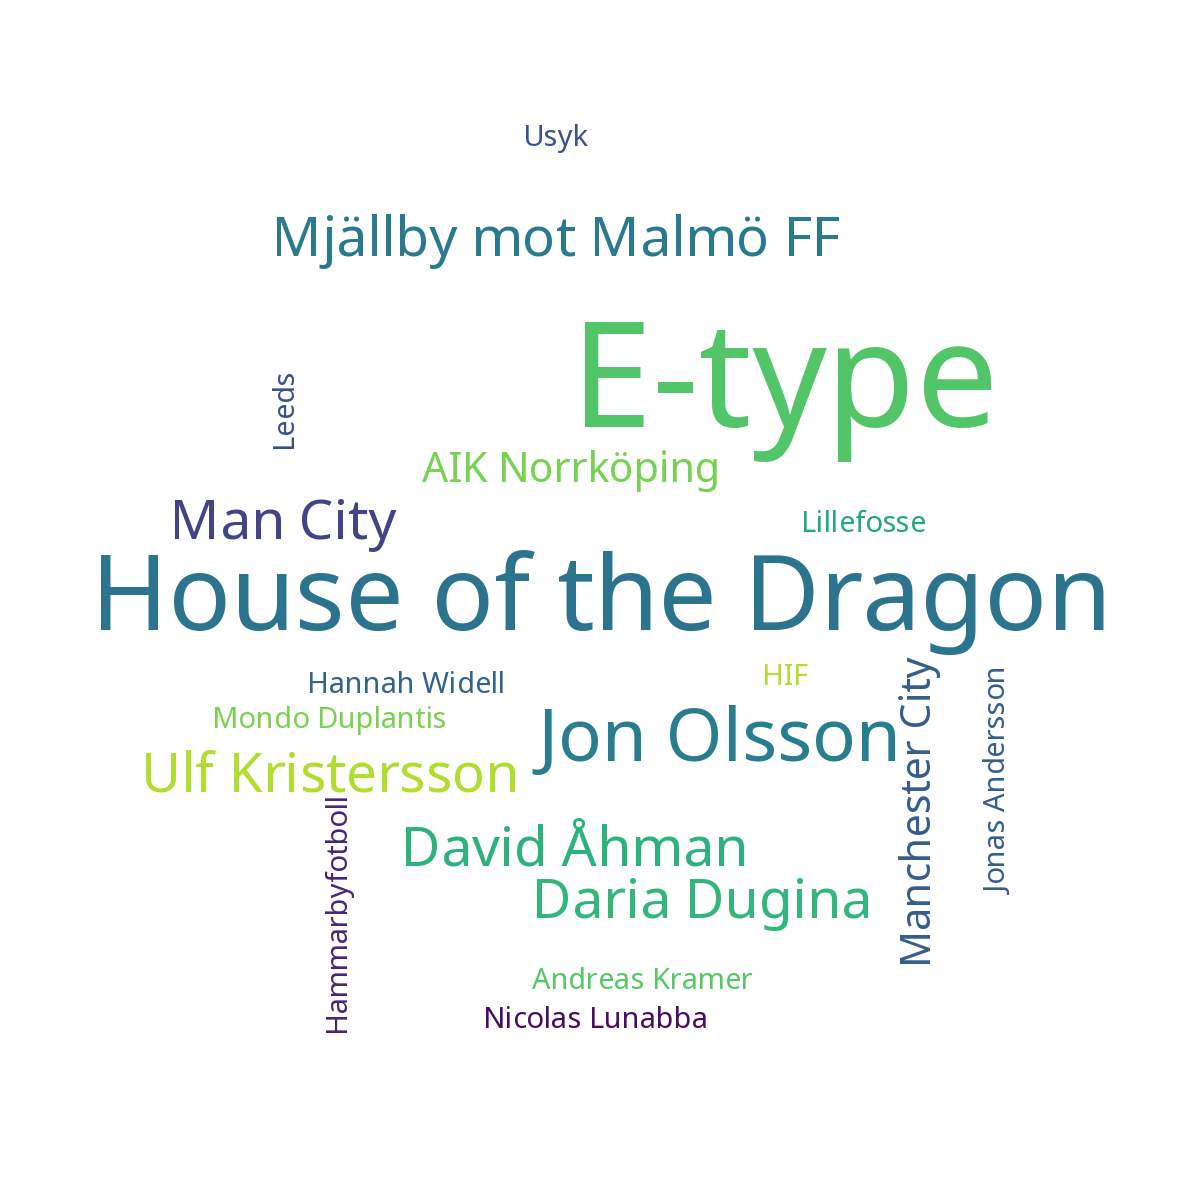 Usyk
Mjällby mot Malmö FF
E-type
Leeds
AIK Norrköping
Man City
Lillefosse
House of the Dragon
Hannah Widell
HIF
Manchester City
Jonas Andersson
Mondo Duplantis
Jon Olsson
Ulf Kristersson
Hammarbyfotboll
David Åhman
Daria Dugina
Andreas Kramer
Nicolas Lunabba